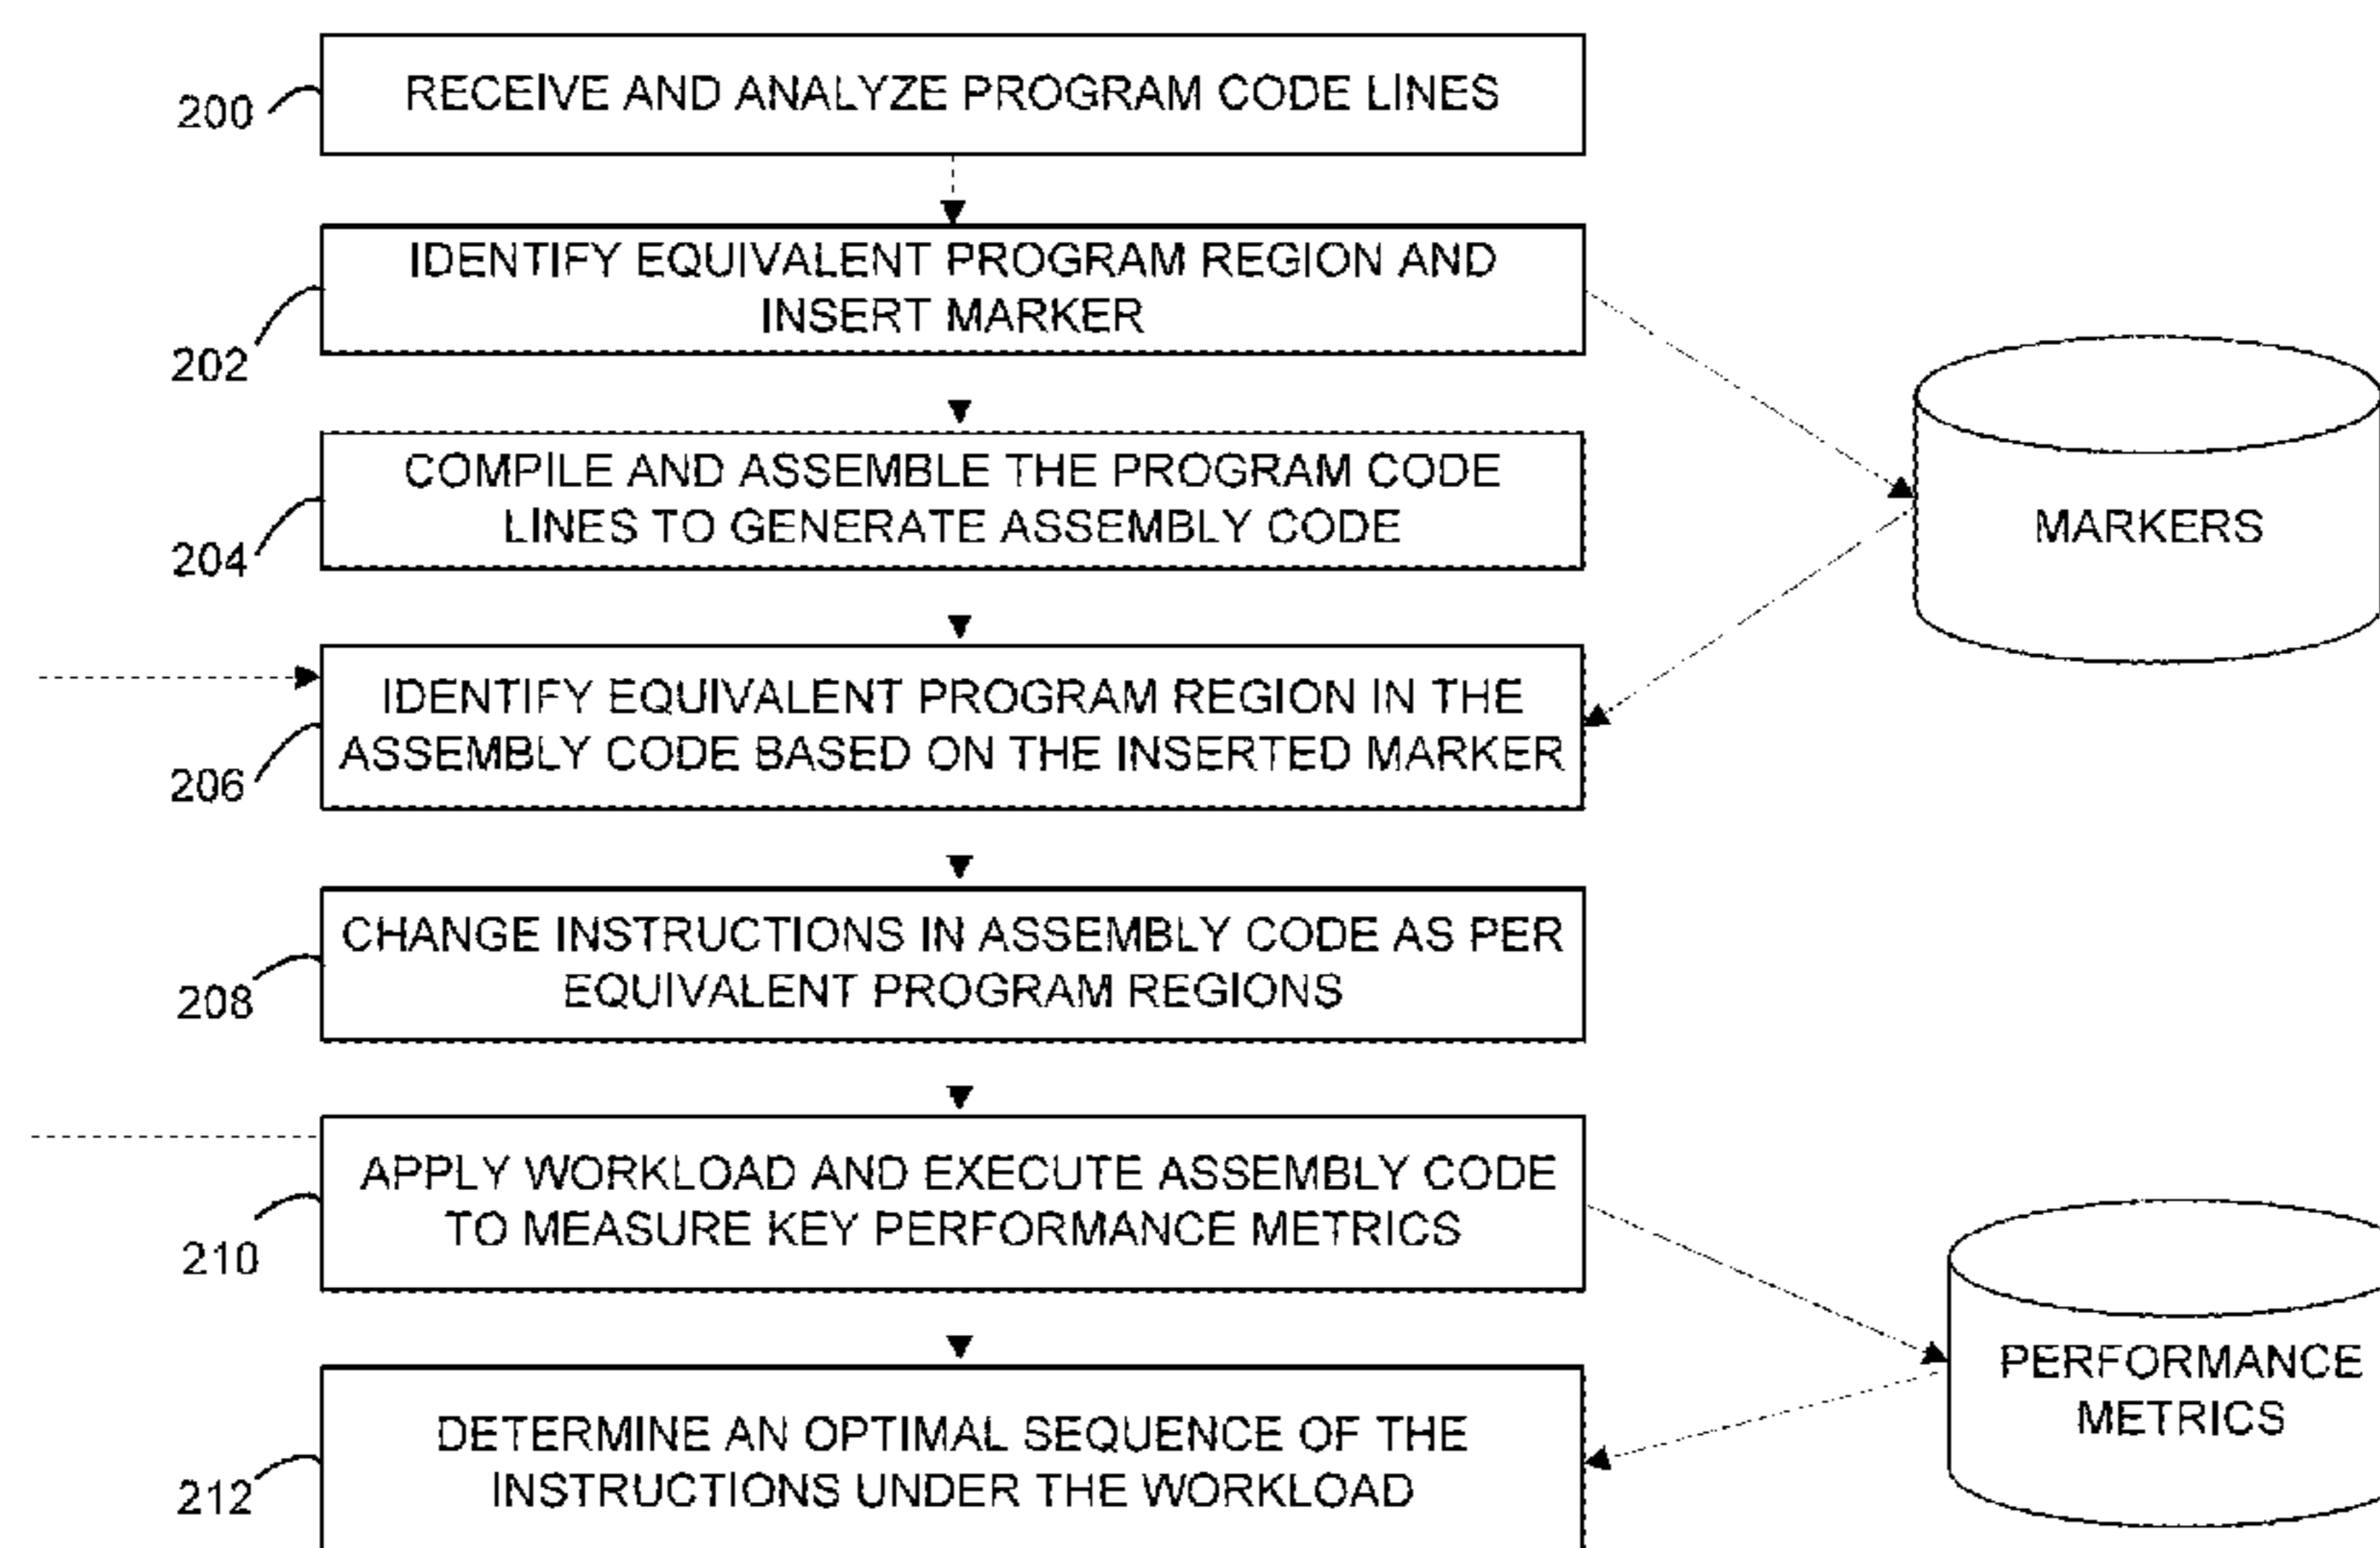 RECEIVE AND ANALYZE PROGRAM CODE LINES
200
IDENTIFY EQUIVALENT PROGRAM REGION AND
INSERT MARKER
202
COMPILE AND ASSEMBLE THE PROGRAM CODE
LINES TO GENERATE ASSEMBLY CODE
204
MARKERS
IDENTIFY EQUIVALENT PROGRAM REGION IN THE
ASSEMBLY CODE BASED ON THE INSERTED MARKER
206
CHANGE INSTRUCTIONS IN ASSEMBLY CODE AS PER
EQUIVALENT PROGRAM REGIONS
208
APPLY WORKLOAD AND EXECUTE ASSEMBLY CODE
TO MEASURE KEY PERFORMANCE METRICS
210
PERFORMANCE
METRICS
DETERMINE AN OPTIMAL SEQUENCE OF THE
INSTRUCTIONS UNDER THE WORKLOAD
212